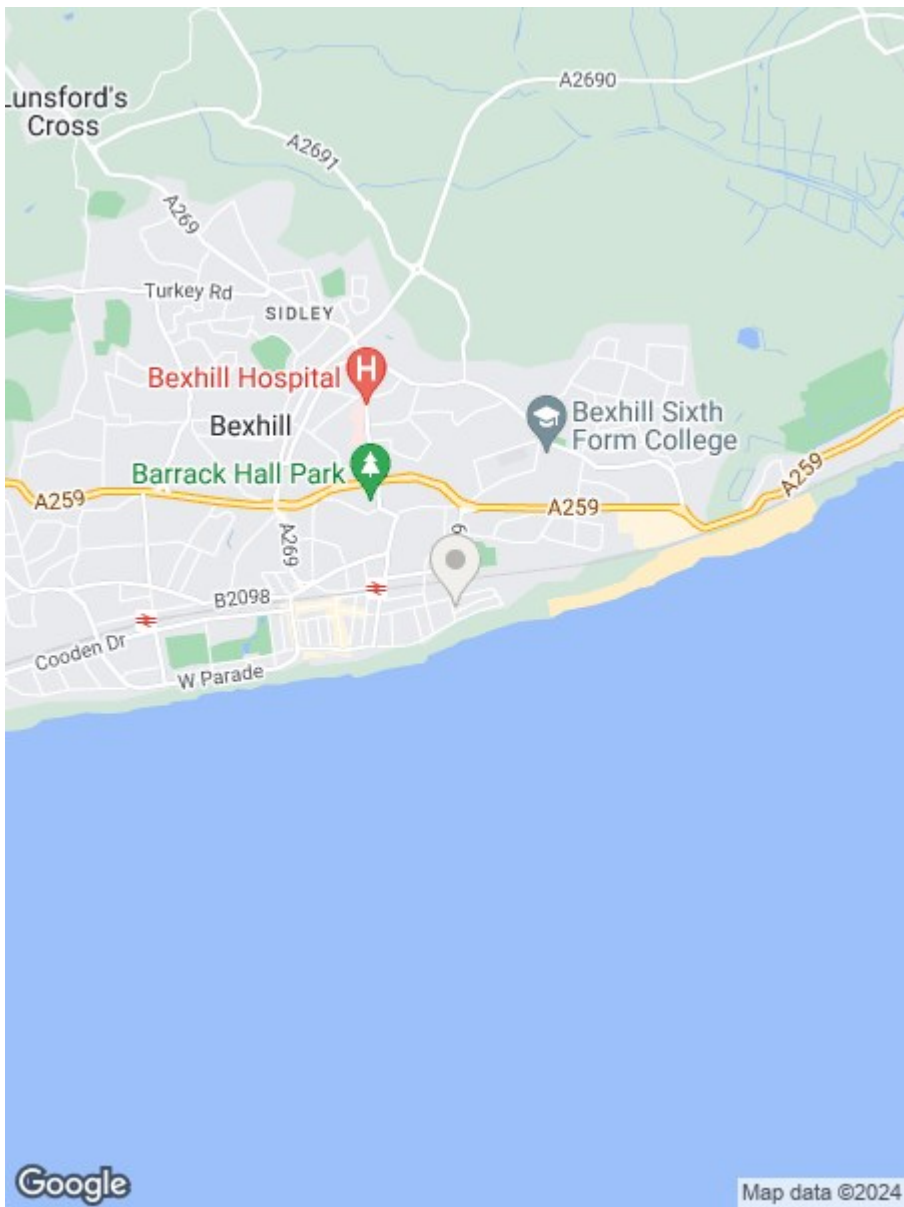 A2690
Lunsford's
Cross
A2691
A269
Turkey Rd
SIDLEY
Bexhill Hospital
H
Bexhill
Bexhill Sixth
Form College
Barrack Hall Park
A259
A259
A259
A269
B2098
Cooden Dr
W Parade
Google
Map data ©2024